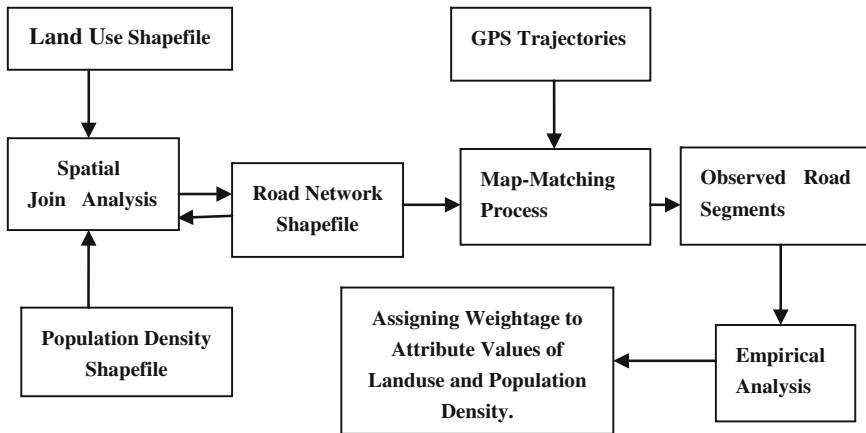 Land Use Shapefile
GPS Trajectories
Spatial
Join Analysis
Road Network
Shapefile
Map-Matching
Process
Observed Road
Segments
Population Density
Shapefile
Assigning Weightage to
Attribute Values of
Landuse and Population
Density.
Empirical
Analysis